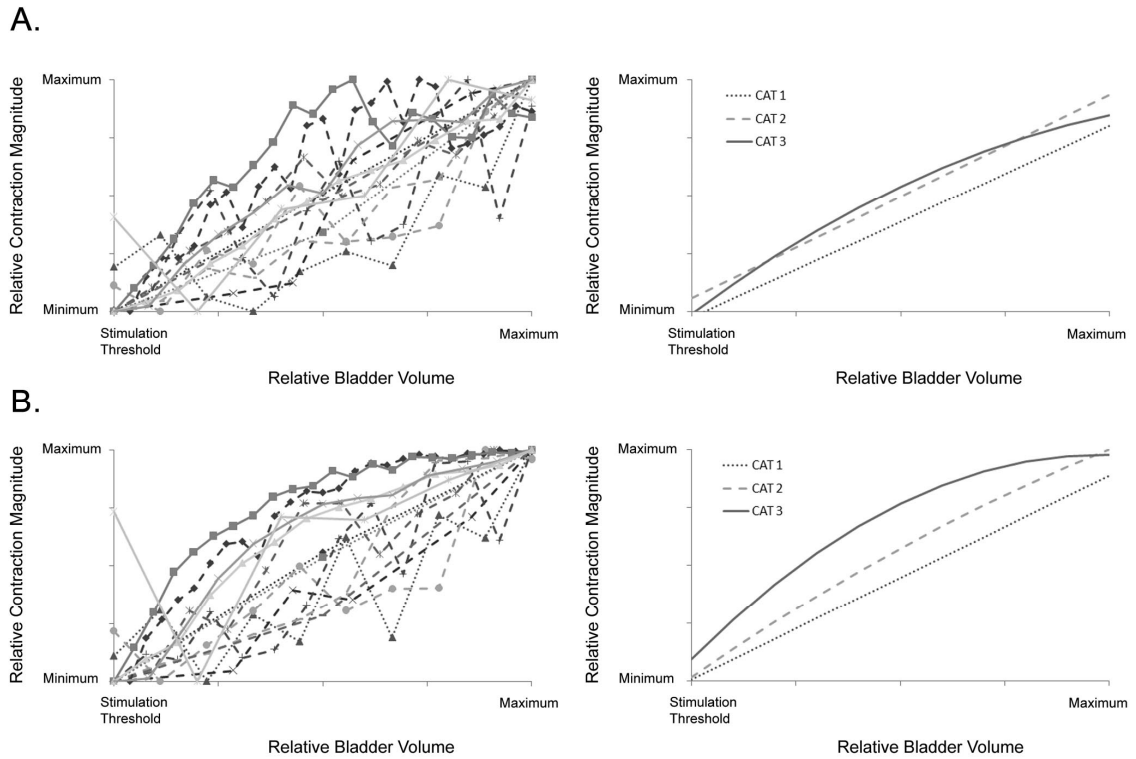 A.
Relative Contraction Magnitude
Maximum
Minimum
Stimulation
Threshold
Maximum
Relative Bladder Volume
Relative Contraction Magnitude
Maximum
Minimum
CAT 1
CAT 2
CAT 3
Stimulation
Threshold
Maximum
Relative Bladder Volume
B.
Relative Contraction Magnitude
Maximum
Minimum
Stimulation
Threshold
Maximum
Relative Bladder Volume
Relative Contraction Magnitude
Maximum
Minimum
CAT 1
CAT 2
CAT 3
Stimulation
Threshold
Maximum
Relative Bladder Volume